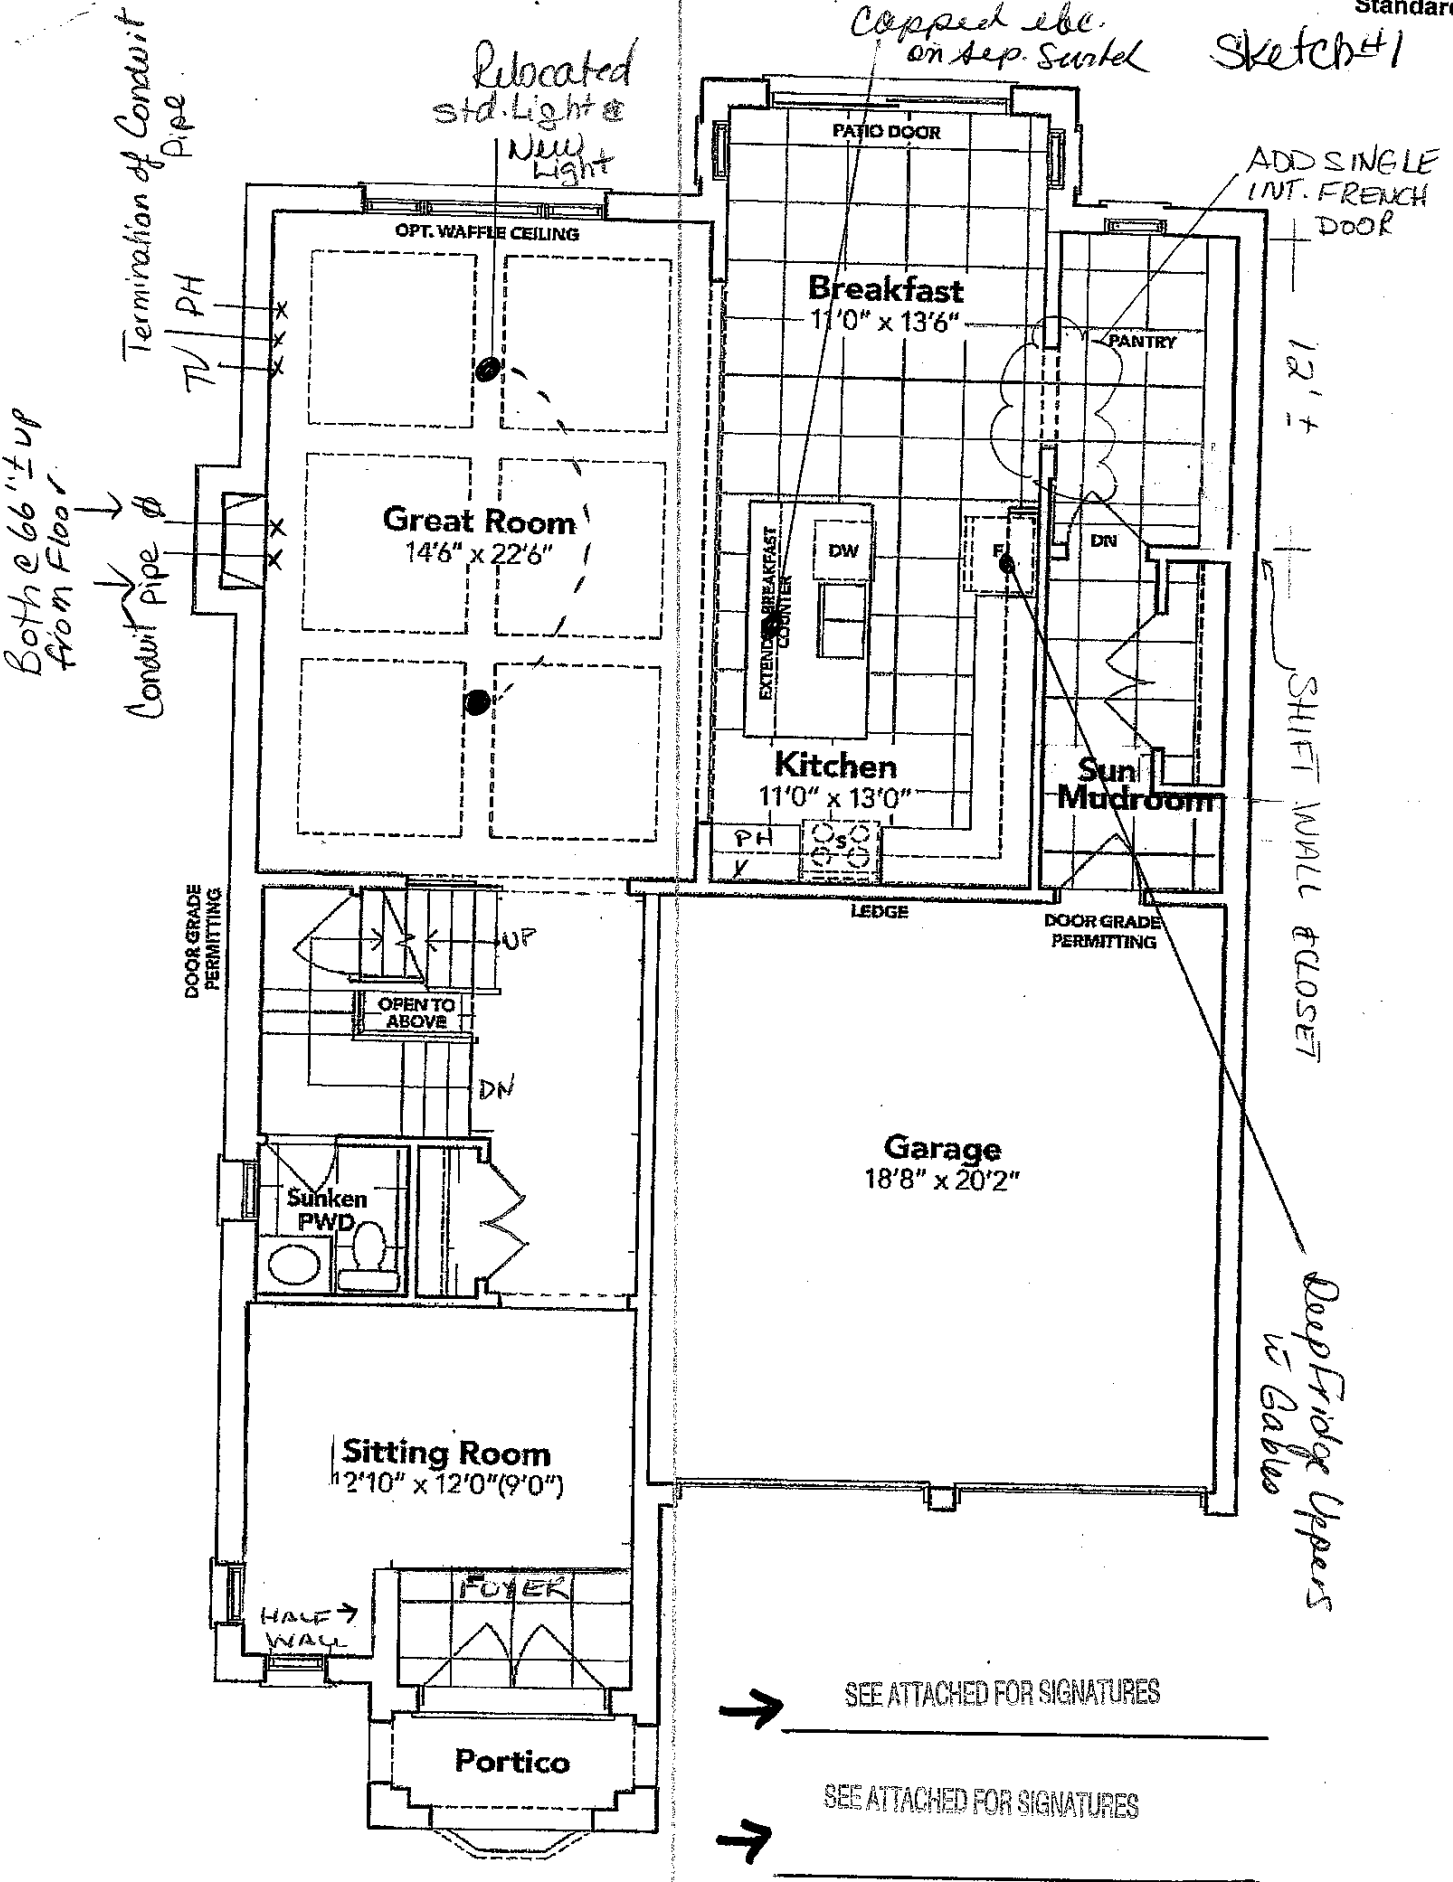 Standard
Sketch #1
Capped elec.
on sep. Switch
Relocated
std. Light &
New
Light
Termination of Conduit
Pipe
PH
TV
Both @ 66" ± up
from Floor
Conduit Pipe
ADD SINGLE
INT. FRENCH
DOOR
12' ±
SHIFT WALL & CLOSET
Deep Fridge Uppers
w Gables
PATIO DOOR
OPT. WAFFLE CEILING
Breakfast
11'0" x 13'6"
PANTRY
Great Room
14'6" x 22'6"
DW
F
DN
EXTENDED BREAKFAST
COUNTER
Kitchen
11'0" x 13'0"
Sun
Mudroom
PH
S
LEDGE
DOOR GRADE
PERMITTING
DOOR GRADE
PERMITTING
UP
OPEN TO
ABOVE
DN
Garage
18'8" x 20'2"
Sunken
PWD
Sitting Room
12'10" x 12'0"(9'0")
FOYER
HALF
WALL
Portico
SEE ATTACHED FOR SIGNATURES
SEE ATTACHED FOR SIGNATURES